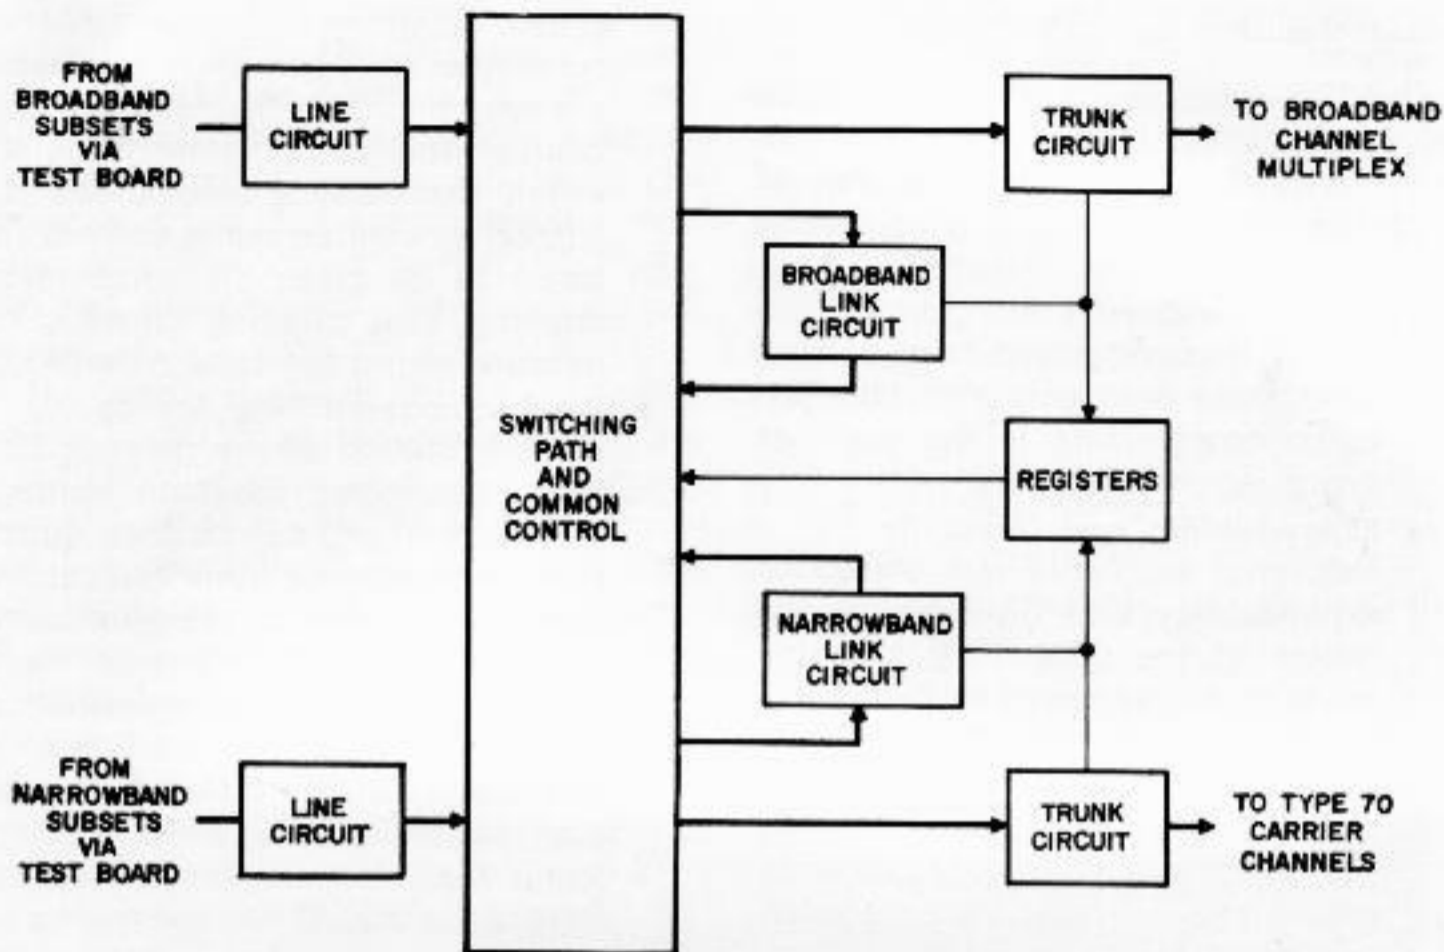 FROM
BROADBAND
SUBSETS
VIA
TEST BOARD
LINE
CIRCUIT
TRUNK
CIRCUIT
TO BROADBAND
CHANNEL
MULTIPLEX
BROADBAND
LINK
CIRCUIT
SWITCHING
PATH
AND
COMMON
CONTROL
REGISTERS
NARROWBAND
LINK
CIRCUIT
FROM
NARROWBAND
SUBSETS
VIA
TEST BOARD
LINE
CIRCUIT
TRUNK
CIRCUIT
TO TYPE 70
CARRIER
CHANNELS